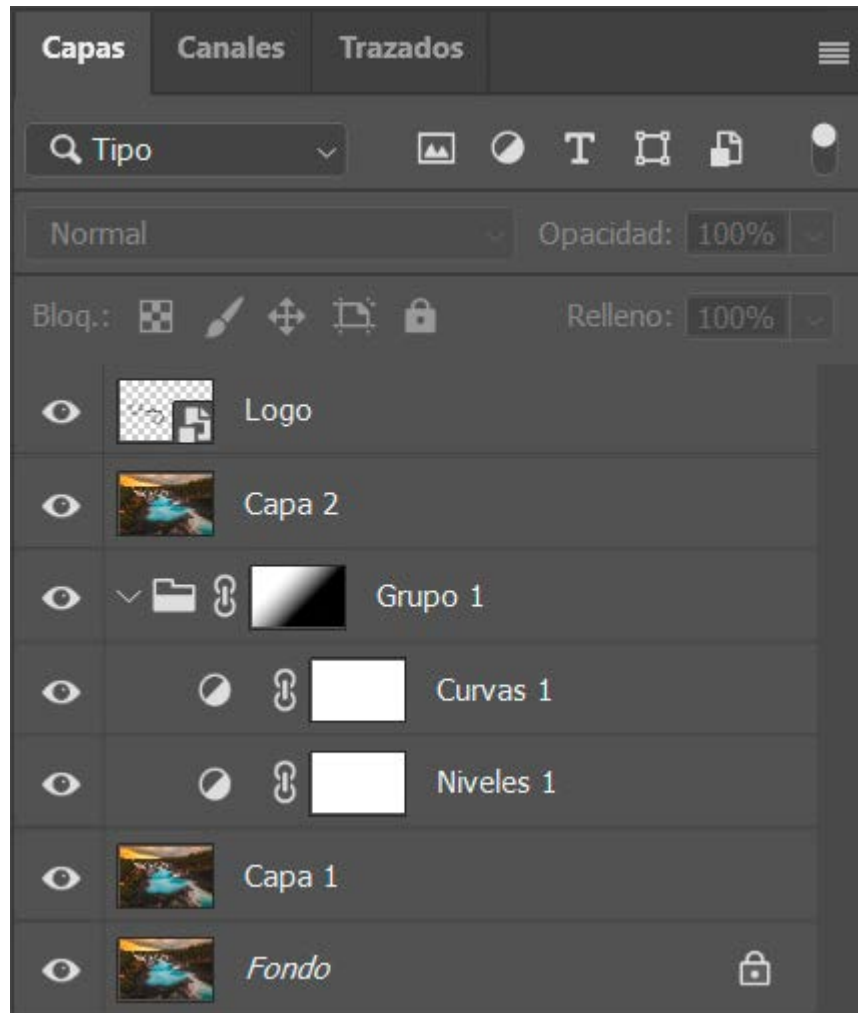 Capas Canales Trazados
Tipo T
Normal Opacidad: 100%
Bloq.: Relleno: 100%
Logo
Capa 2
Grupo 1
Curvas 1
Niveles 1
Capa 1
Fondo